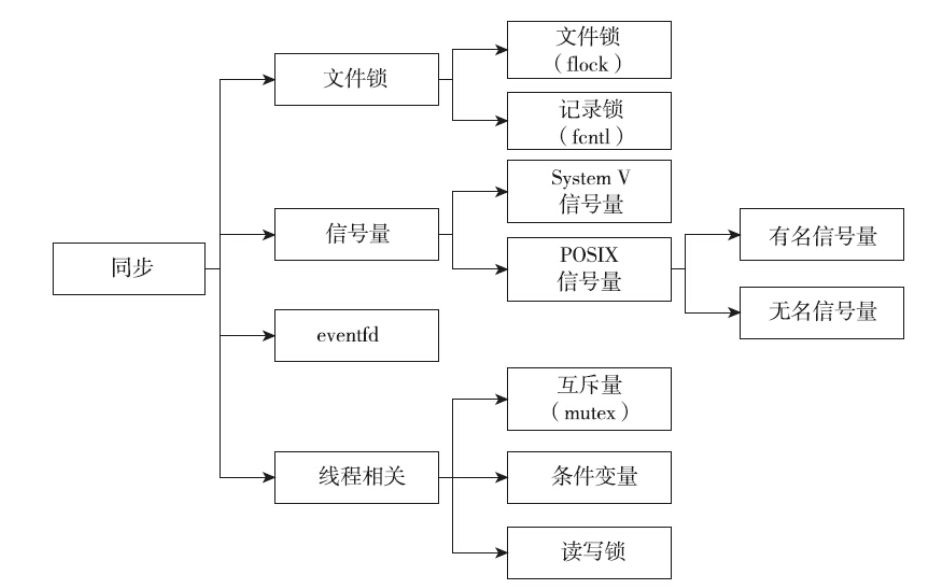 文件锁
(flock)
文件锁
记录锁
(fcntl)
System V
信号量
信号量
有名信号量
POSIX
信号量
同步
无名信号量
eventfd
互斥量
(mutex)
线程相关
条件变量
读写锁